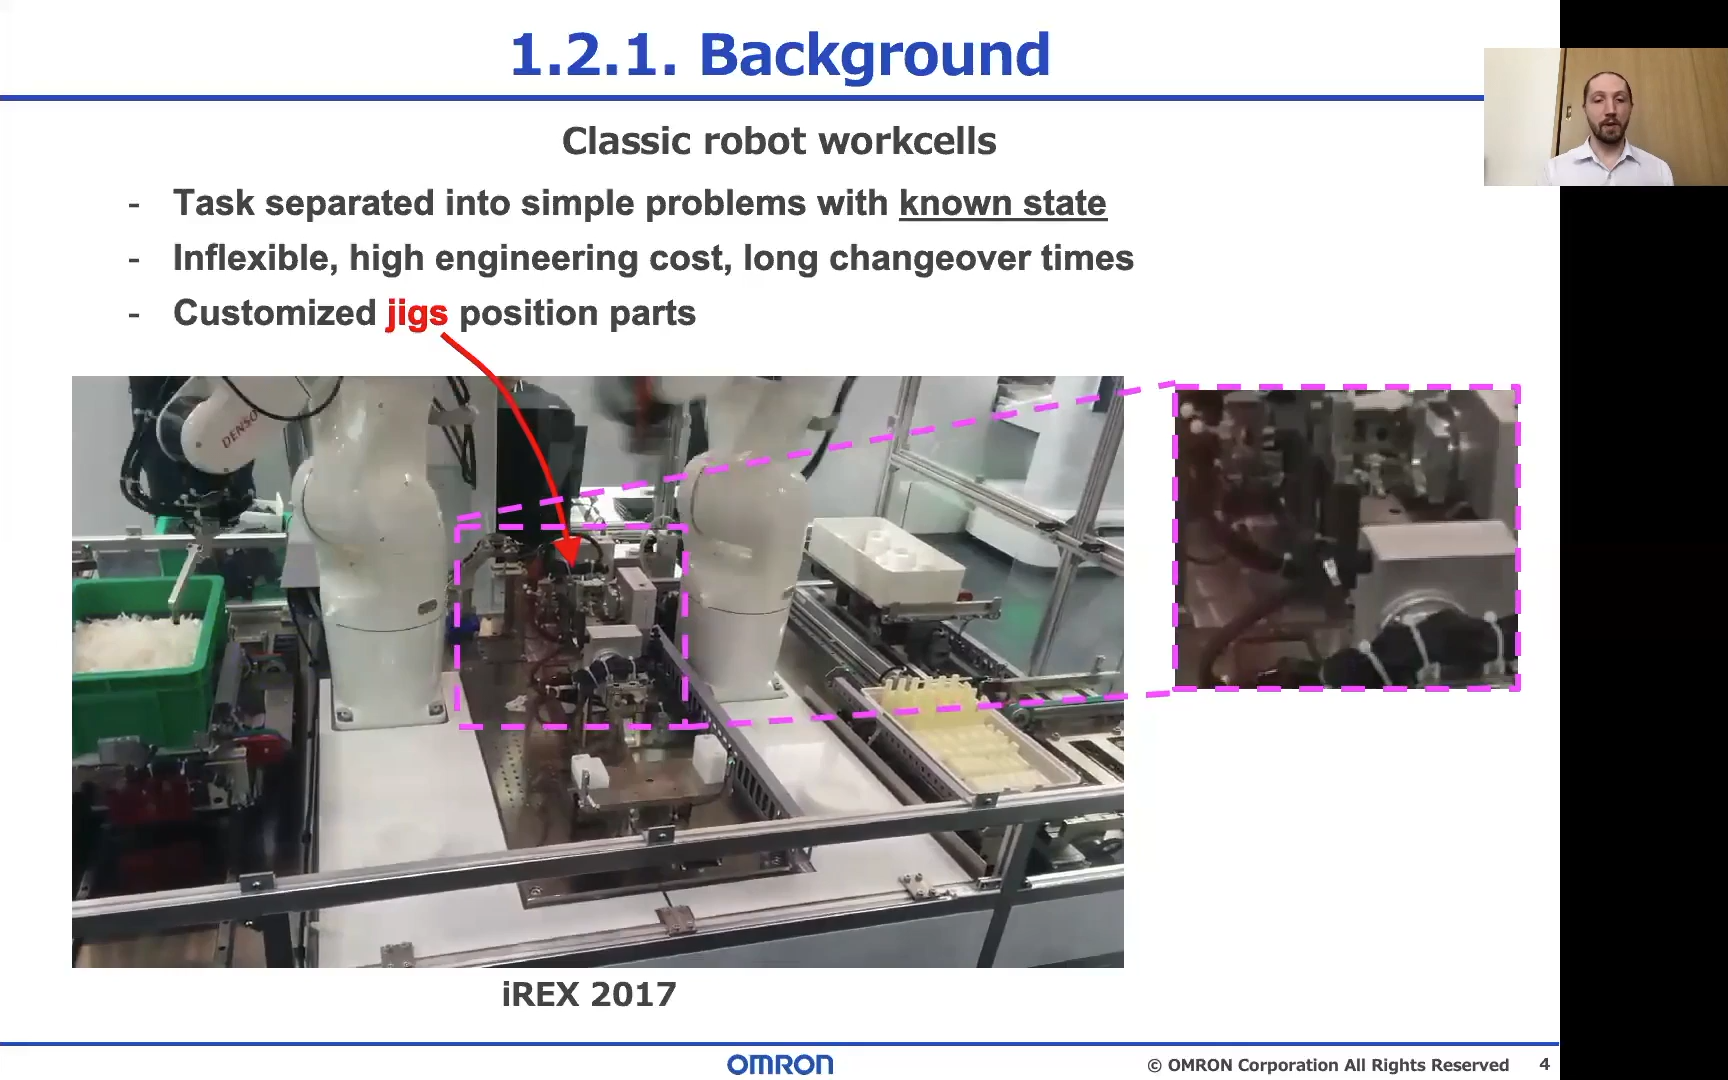 1.2.1. Background
Classic robot workcells
- Task separated into simple problems with known state
- Inflexible, high engineering cost, long changeover times
- Customized jigs position parts
DENSO
iREX 2017
OMRON
© OMRON Corporation All Rights Reserved 4